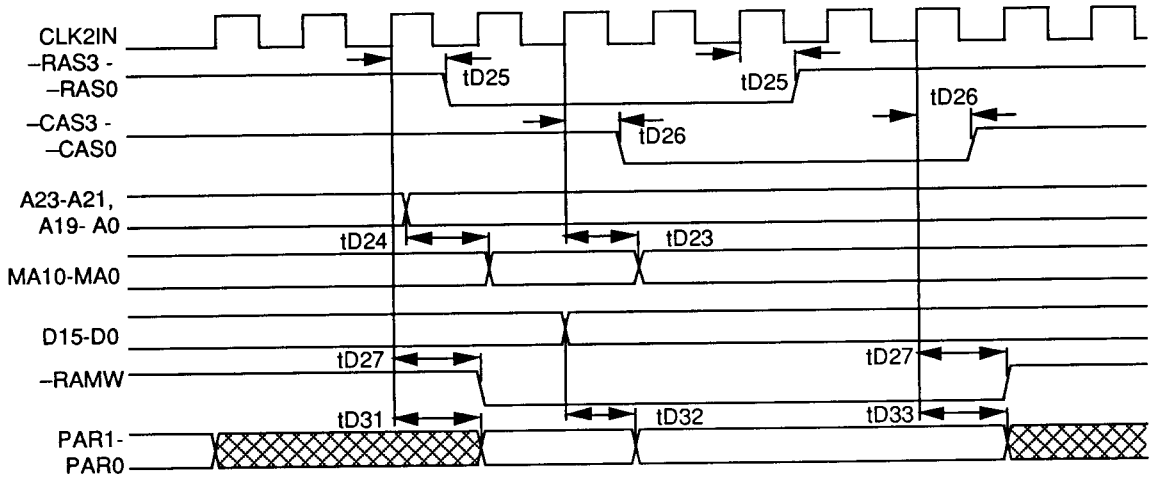 CLK2IN
–RAS3 -
–RAS0
tD25
tD25
–CAS3 -
–CAS0
tD26
tD26
A23-A21,
A19- A0
tD24
tD23
MA10-MA0
D15-D0
tD27
tD27
–RAMW
tD31
tD32
tD33
PAR1-
PAR0